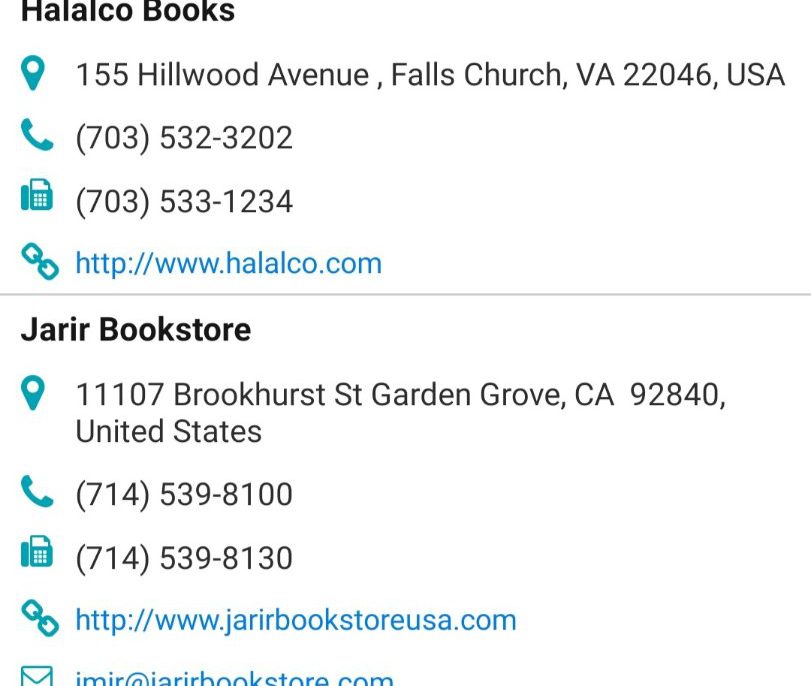 Halalco Books
155 Hillwood Avenue , Falls Church, VA 22046, USA
(703) 532-3202
(703) 533-1234
http://www.halalco.com
Jarir Bookstore
11107 Brookhurst St Garden Grove, CA  92840,
United States
(714) 539-8100
(714) 539-8130
http://www.jarirbookstoreusa.com
imir@jarirbookstore.com